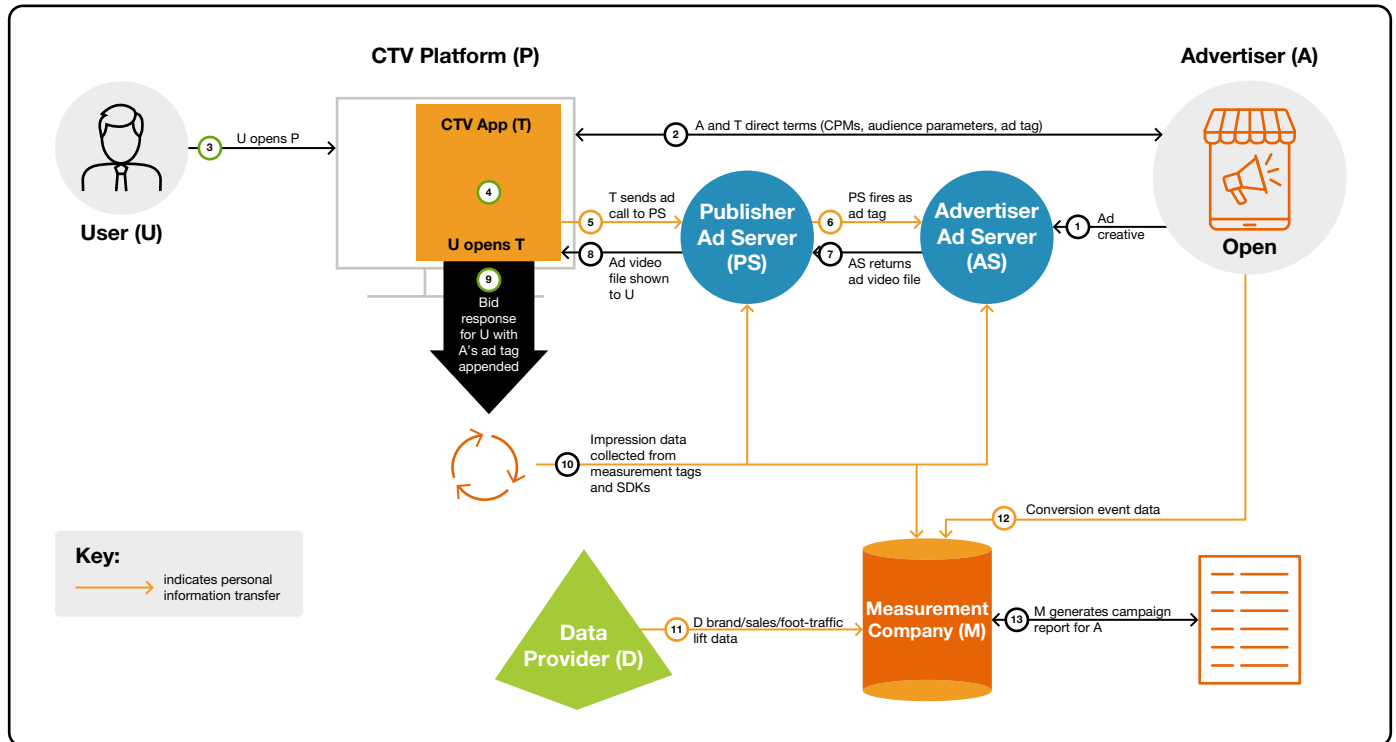 CTV Platform (P)
Advertiser (A)
CTV App (T)
2
A and T direct terms (CPMs, audience parameters, ad tag)
3
U opens P
4
User (U)
5
T sends ad
call to PS
Publisher
Ad Server
(PS)
6
PS fires as
ad tag
Advertiser
Ad Server
(AS)
1
Ad
creative
Open
U opens T
8
Ad video
file shown
to U
7
AS returns
ad video file
9
Bid
response
for U with
A's ad tag
appended
10
Impression data
collected from
measurement tags
and SDKs
12
Conversion event data
Key:
indicates personal
information transfer
Data
Provider (D)
11
D brand/sales/foot-traffic
lift data
Measurement
Company (M)
13
M generates campaign
report for A